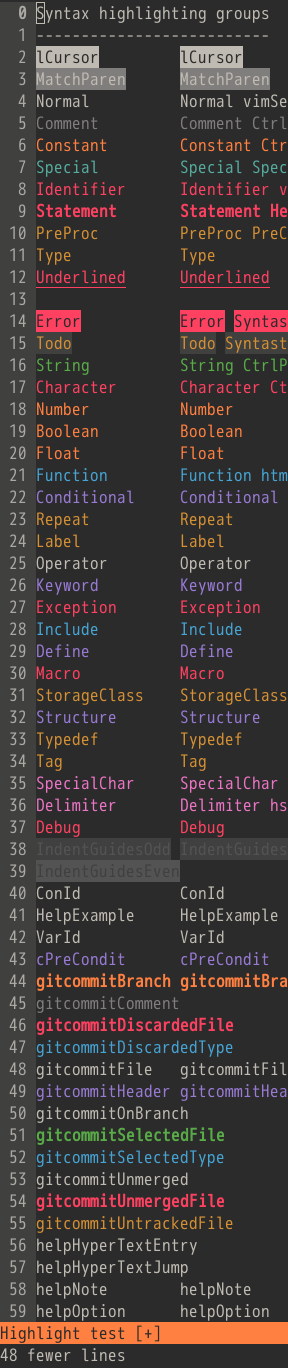 0 Syntax highlighting groups
1 --------------------------
2 lCursor lCursor
3 MatchParen MatchParen
4 Normal Normal vimSe
5 Comment Comment Ctrl
6 Constant Constant Ctr
7 Special Special Spec
8 Identifier Identifier v
9 Statement Statement He
10 PreProc PreProc PreC
11 Type Type
12 Underlined Underlined
13
14 Error Error Syntas
15 Todo Todo Syntast
16 String String CtrlP
17 Character Character Ct
18 Number Number
19 Boolean Boolean
20 Float Float
21 Function Function htm
22 Conditional Conditional
23 Repeat Repeat
24 Label Label
25 Operator Operator
26 Keyword Keyword
27 Exception Exception
28 Include Include
29 Define Define
30 Macro Macro
31 StorageClass StorageClass
32 Structure Structure
33 Typedef Typedef
34 Tag Tag
35 SpecialChar SpecialChar
36 Delimiter Delimiter hs
37 Debug Debug
38 IndentGuidesOdd IndentGuides
39 IndentGuidesEven
40 ConId ConId
41 HelpExample HelpExample
42 VarId VarId
43 cPreCondit cPreCondit
44 gitcommitBranch gitcommitBra
45 gitcommitComment
46 gitcommitDiscardedFile
47 gitcommitDiscardedType
48 gitcommitFile gitcommitFil
49 gitcommitHeader gitcommitHea
50 gitcommitOnBranch
51 gitcommitSelectedFile
52 gitcommitSelectedType
53 gitcommitUnmerged
54 gitcommitUnmergedFile
55 gitcommitUntrackedFile
56 helpHyperTextEntry
57 helpHyperTextJump
58 helpNote helpNote
59 helpOption helpOption
Highlight test [+]
48 fewer lines